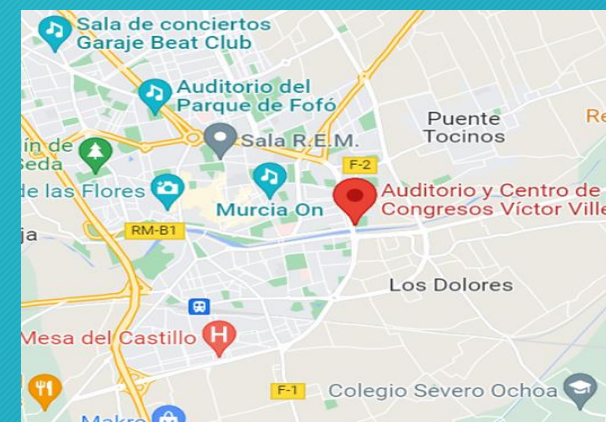 Sala de conciertos
Garaje Beat Club
Auditorio del
Parque de Fofó
Puente
Tocinos
Re
Sala R.E.M.
ín de
Seda
F-2
de las Flores
Murcia On
Auditorio y Centro de
Congresos Víctor Ville
ja
RM-B1
Los Dolores
Mesa del Castillo
H
F-1
Colegio Severo Ochoa
Makro